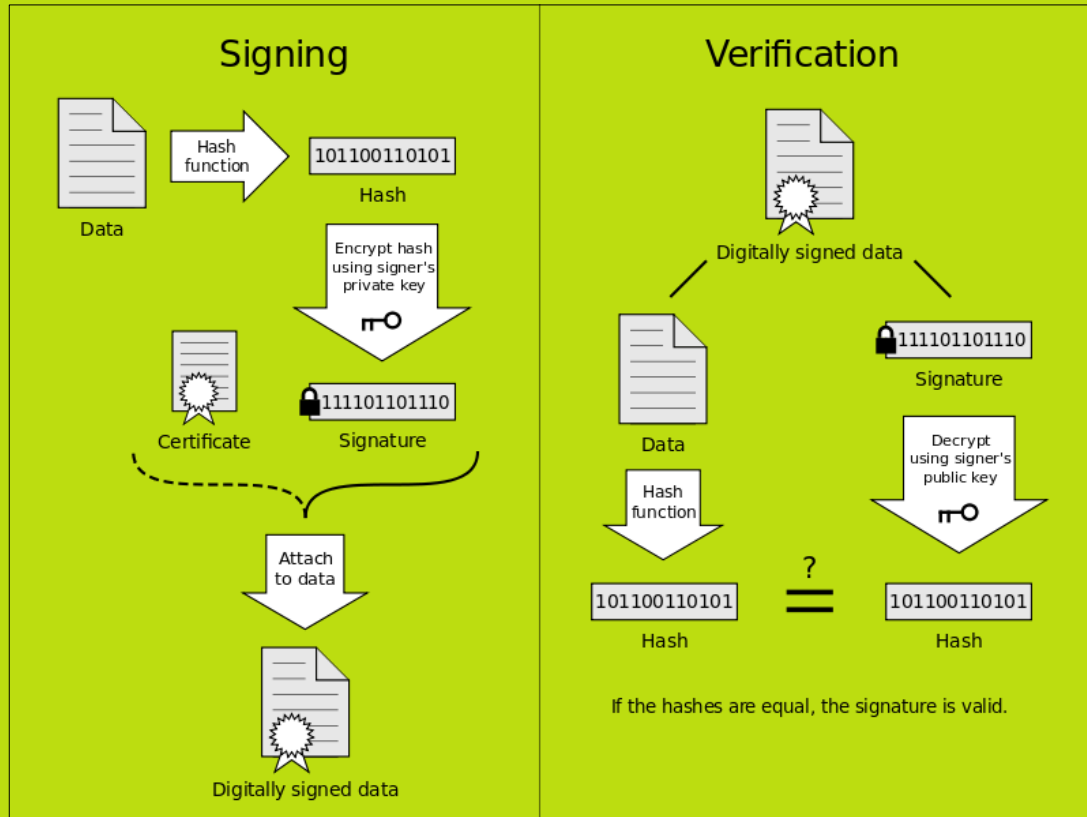 Signing
Hash
function
101100110101
Hash
Data
Encrypt hash
using signer's
private key
111101101110
Certificate
Signature
Attach
to data
Digitally signed data
Verification
Digitally signed data
111101101110
Signature
Data
Decrypt
using signer's
public key
Hash
function
?
101100110101
101100110101
Hash
Hash
If the hashes are equal, the signature is valid.